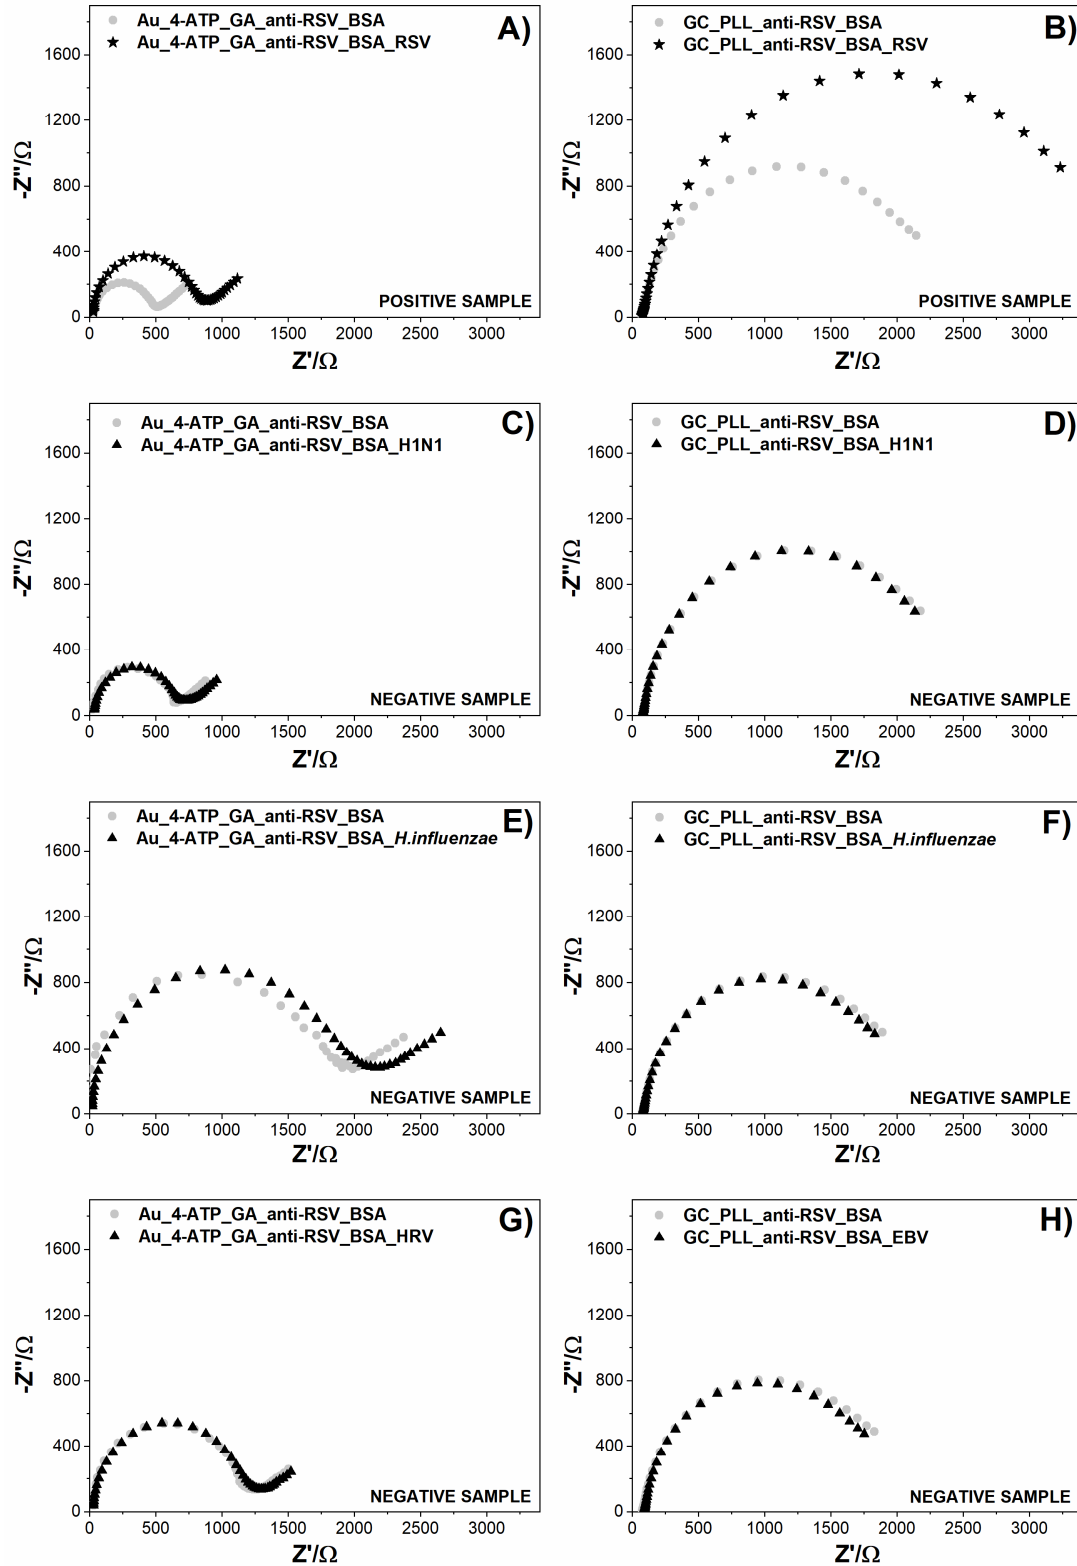 Au_4-ATP_GA_anti-RSV_BSA
Au_4-ATP_GA_anti-RSV_BSA_RSV
A)
1600
1200
800
400
0
-Z''/Ω
POSITIVE SAMPLE
0 500 1000 1500 2000 2500 3000
Z'/Ω
GC_PLL_anti-RSV_BSA
GC_PLL_anti-RSV_BSA_RSV
B)
1600
1200
800
400
0
-Z''/Ω
POSITIVE SAMPLE
0 500 1000 1500 2000 2500 3000
Z'/Ω
Au_4-ATP_GA_anti-RSV_BSA
Au_4-ATP_GA_anti-RSV_BSA_H1N1
C)
1600
1200
800
400
0
-Z''/Ω
NEGATIVE SAMPLE
0 500 1000 1500 2000 2500 3000
Z'/Ω
GC_PLL_anti-RSV_BSA
GC_PLL_anti-RSV_BSA_H1N1
D)
1600
1200
800
400
0
-Z''/Ω
NEGATIVE SAMPLE
0 500 1000 1500 2000 2500 3000
Z'/Ω
Au_4-ATP_GA_anti-RSV_BSA
Au_4-ATP_GA_anti-RSV_BSA_H.influenzae
E)
1600
1200
800
400
0
-Z''/Ω
NEGATIVE SAMPLE
0 500 1000 1500 2000 2500 3000
Z'/Ω
GC_PLL_anti-RSV_BSA
GC_PLL_anti-RSV_BSA_H.influenzae
F)
1600
1200
800
400
0
-Z''/Ω
NEGATIVE SAMPLE
0 500 1000 1500 2000 2500 3000
Z'/Ω
Au_4-ATP_GA_anti-RSV_BSA
Au_4-ATP_GA_anti-RSV_BSA_HRV
G)
1600
1200
800
400
0
-Z''/Ω
NEGATIVE SAMPLE
0 500 1000 1500 2000 2500 3000
Z'/Ω
GC_PLL_anti-RSV_BSA
GC_PLL_anti-RSV_BSA_EBV
H)
1600
1200
800
400
0
-Z''/Ω
NEGATIVE SAMPLE
0 500 1000 1500 2000 2500 3000
Z'/Ω